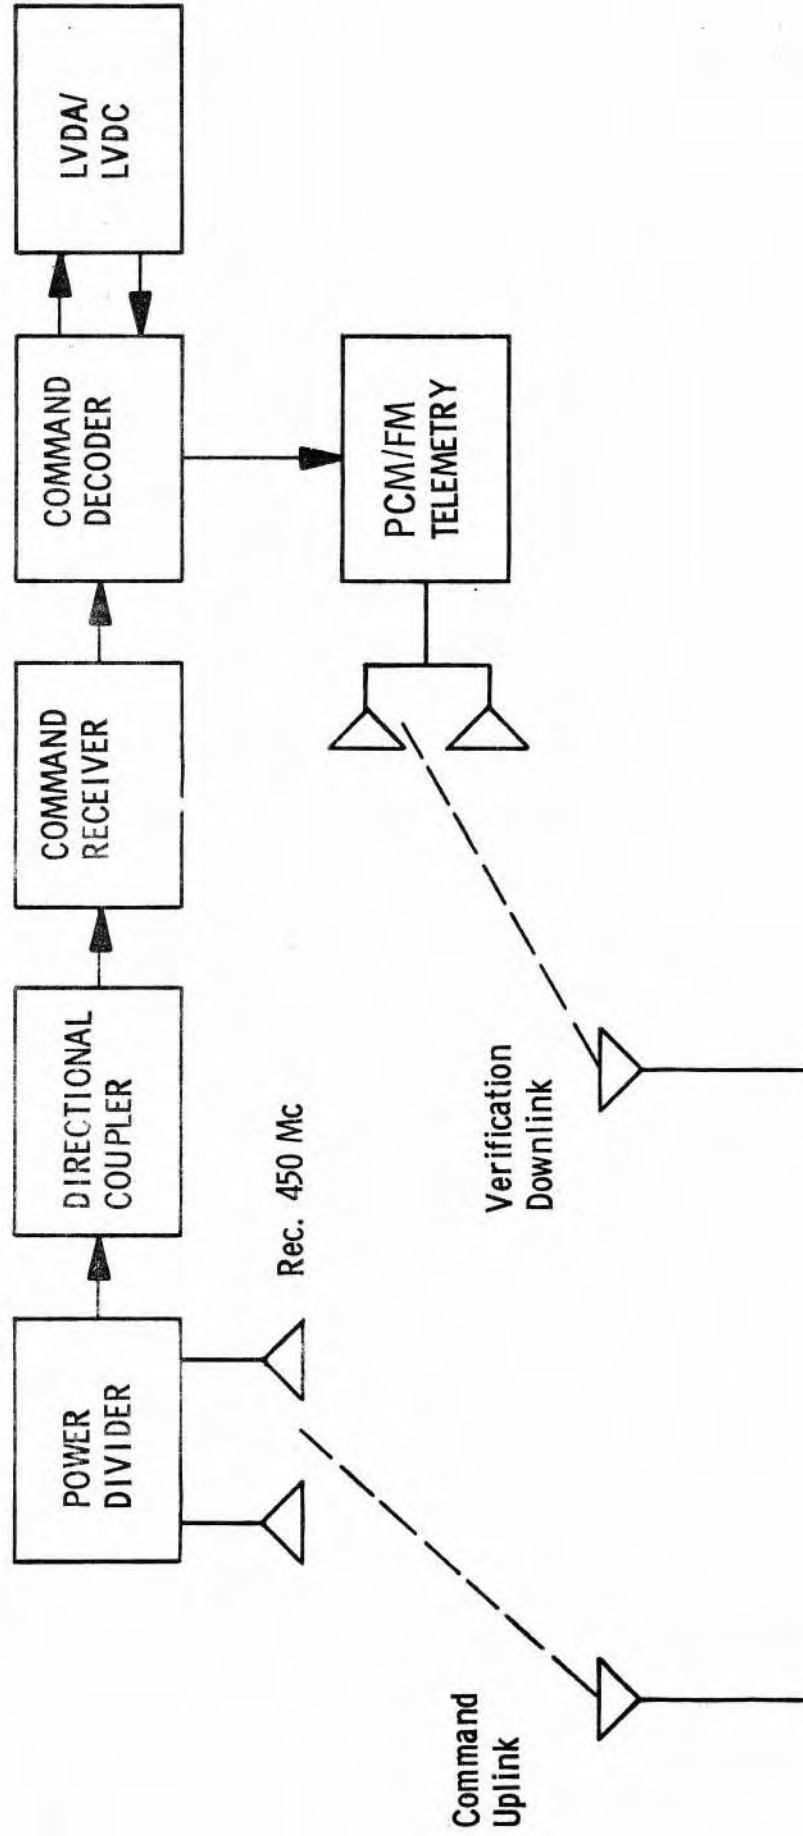 POWER
DIVIDER
DIRECTIONAL
COUPLER
COMMAND
RECEIVER
COMMAND
DECODER
LVDA/
LVDC
Rec. 450 Mc
PCM/FM
TELEMETRY
Command
Uplink
Verification
Downlink